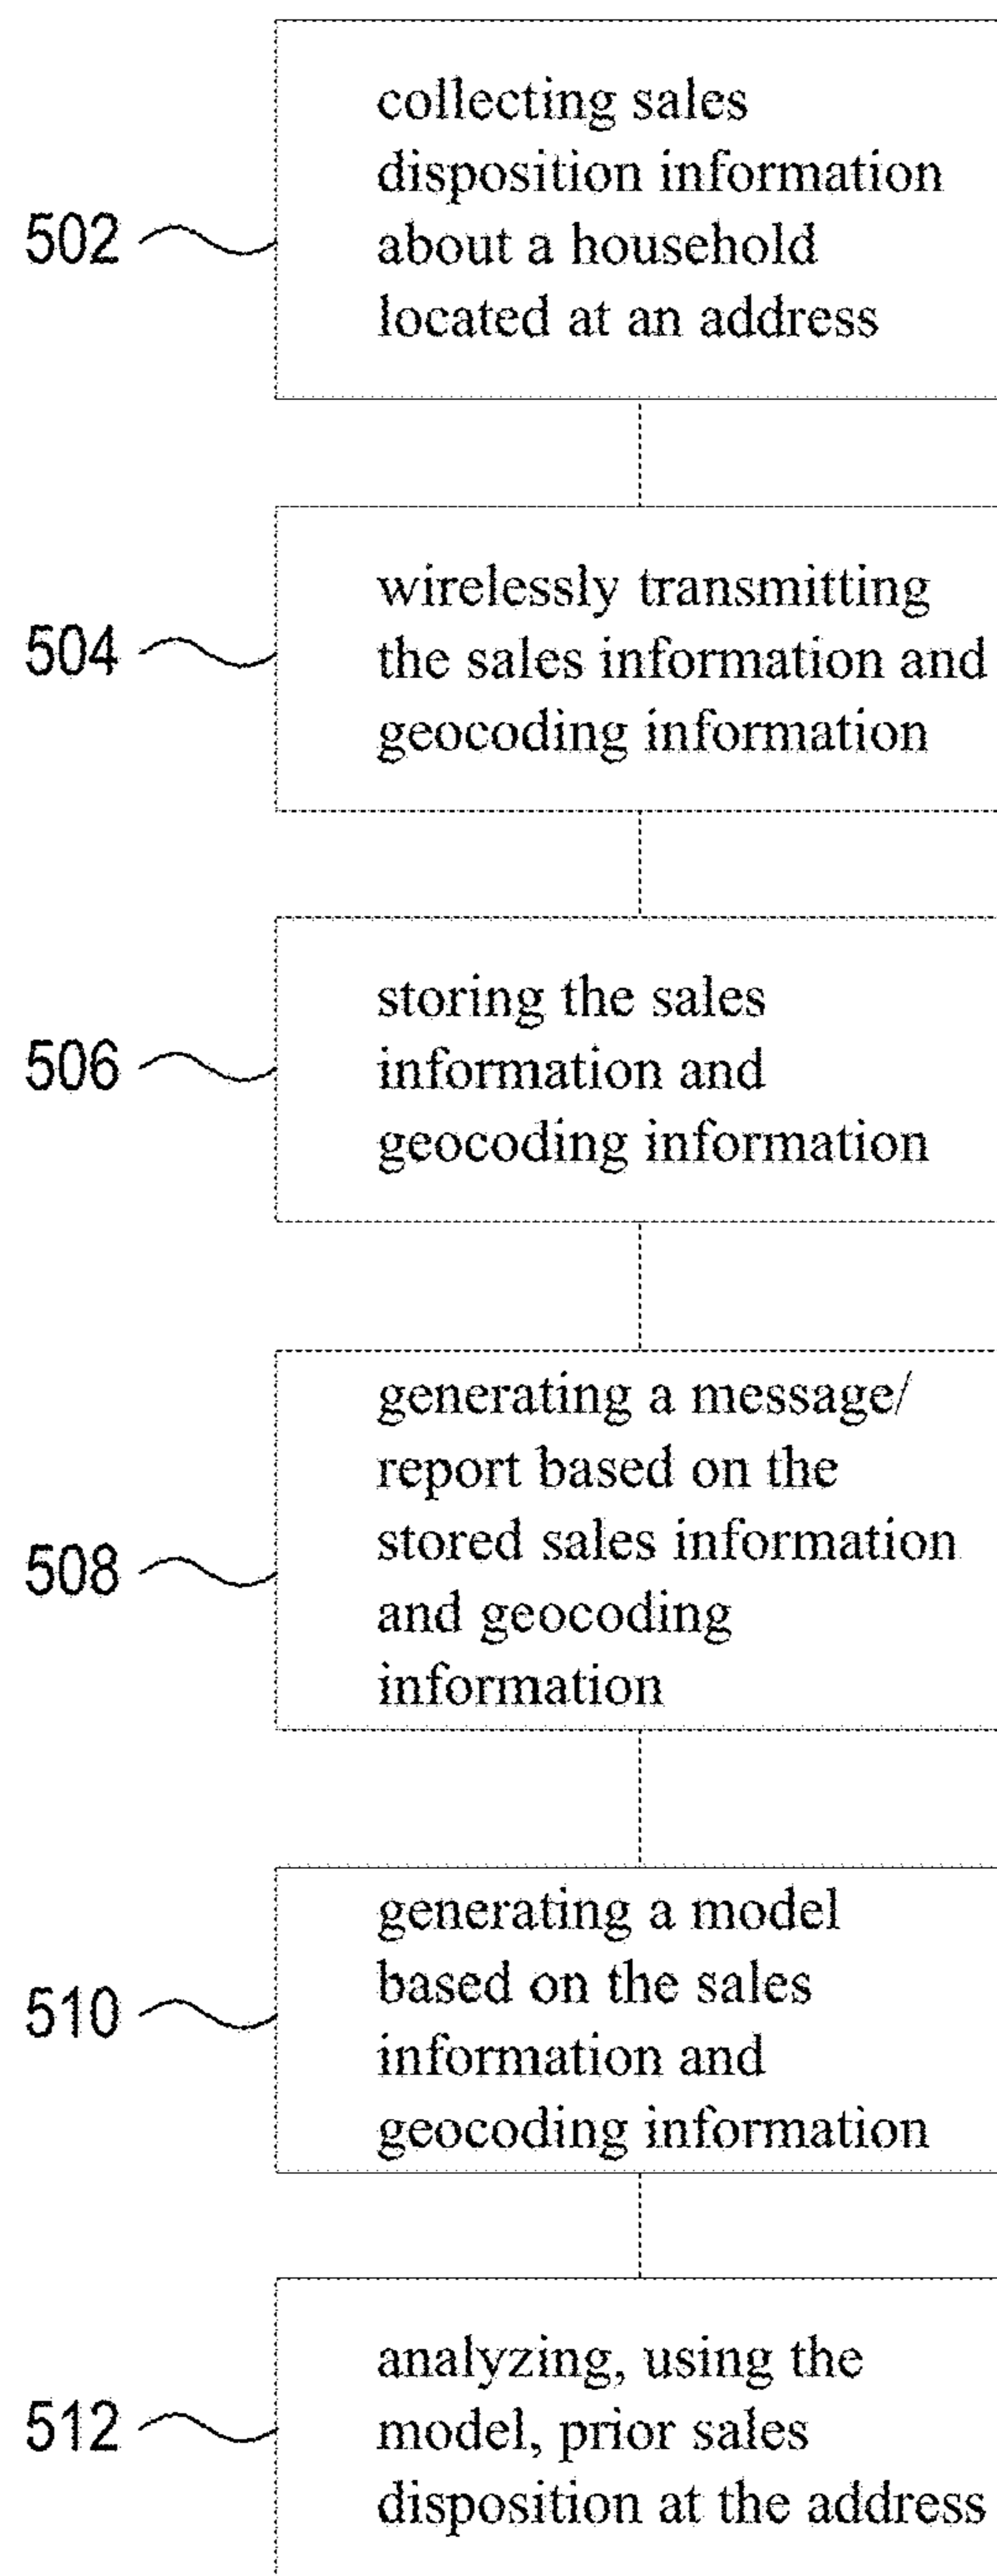 collecting sales
disposition information
about a household
located at an address
502
wirelessly transmitting
the sales information and
geocoding information
504
storing the sales
information and
geocoding information
506
generating a message/
report based on the
stored sales information
and geocoding
information
508
generating a model
based on the sales
information and
geocoding information
510
analyzing, using the
model, prior sales
disposition at the address
512